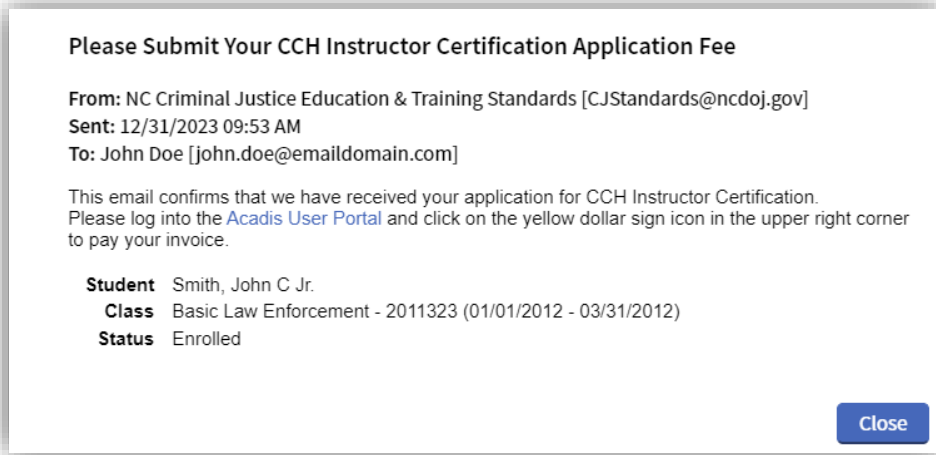 Please Submit Your CCH Instructor Certification Application Fee
From: NC Criminal Justice Education & Training Standards [CJStandards@ncdoj.gov]
Sent: 12/31/2023 09:53 AM
To: John Doe [john.doe@emaildomain.com]
This email confirms that we have received your application for CCH Instructor Certification.
Please log into the Acadis User Portal and click on the yellow dollar sign icon in the upper right corner
to pay your invoice.
Student Smith, John C Jr.
Class Basic Law Enforcement - 2011323 (01/01/2012 - 03/31/2012)
Status Enrolled
Close